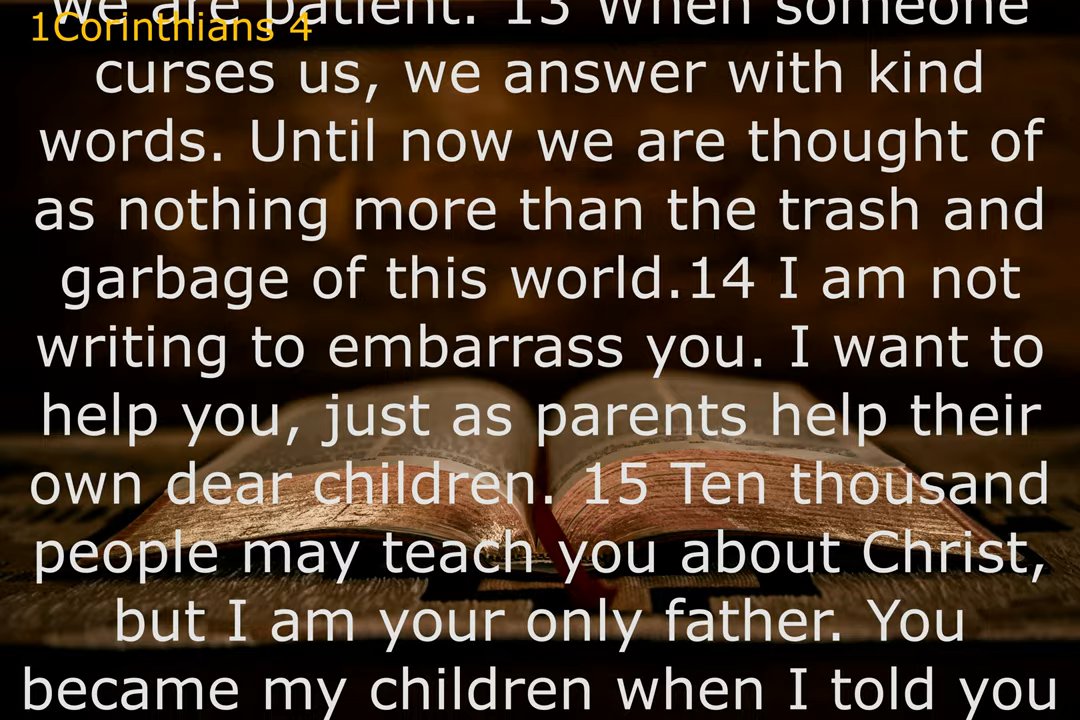 we are patient. 13 When someone
1Corinthians 4
curses us, we answer with kind
words. Until now we are thought of
as nothing more than the trash and
garbage of this world.14 I am not
writing to embarrass you. I want to
help you, just as parents help their
own dear children. 15 Ten thousand
people may teach you about Christ,
but I am your only father. You
became my children when I told you